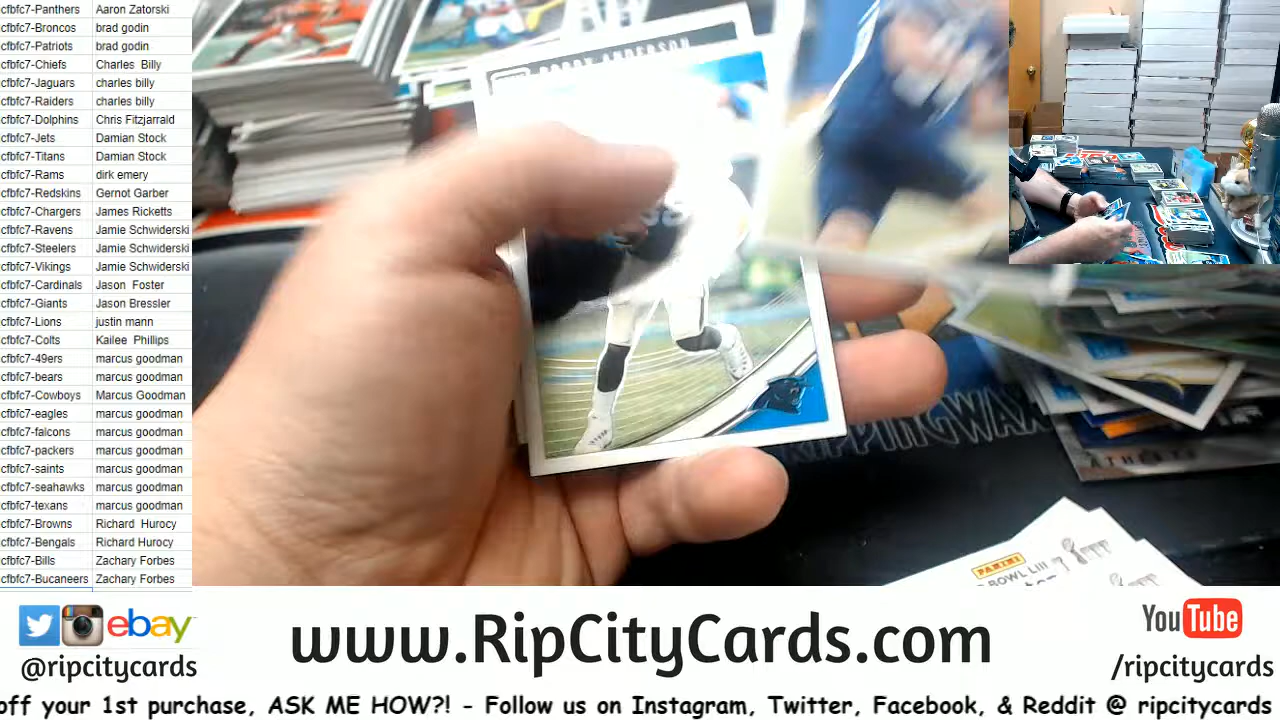 cfbfc7-Panthers Aaron Zatorski
cfbfc7-Broncos brad godin
cfbfc7-Patriots brad godin
cfbfc7-Chiefs Charles Billy
cfbfc7-Jaguars charles billy
cfbfc7-Raiders charles billy
cfbfc7-Dolphins Chris Fitzjarrald
cfbfc7-Jets Damian Stock
cfbfc7-Titans Damian Stock
cfbfc7-Rams dirk emery
cfbfc7-Redskins Gernot Garber
cfbfc7-Chargers James Ricketts
cfbfc7-Ravens Jamie Schwiderski
cfbfc7-Steelers Jamie Schwiderski
cfbfc7-Vikings Jamie Schwiderski
cfbfc7-Cardinals Jason Foster
cfbfc7-Giants Jason Bressler
cfbfc7-Lions justin mann
cfbfc7-Colts Kailee Phillips
cfbfc7-49ers marcus goodman
cfbfc7-bears marcus goodman
cfbfc7-Cowboys Marcus Goodman
cfbfc7-eagles marcus goodman
cfbfc7-falcons marcus goodman
cfbfc7-packers marcus goodman
cfbfc7-saints marcus goodman
cfbfc7-seahawks marcus goodman
cfbfc7-texans marcus goodman
cfbfc7-Browns Richard Hurocy
cfbfc7-Bengals Richard Hurocy
cfbfc7-Bills Zachary Forbes
cfbfc7-Bucaneers Zachary Forbes
ANDERSON
RIPPINGWAX
PANINI
BOWL LIII
ebay
@ripcitycards
www.RipCityCards.com
YouTube
/ripcitycards
off your 1st purchase, ASK ME HOW?! - Follow us on Instagram, Twitter, Facebook, & Reddit @ ripcitycards